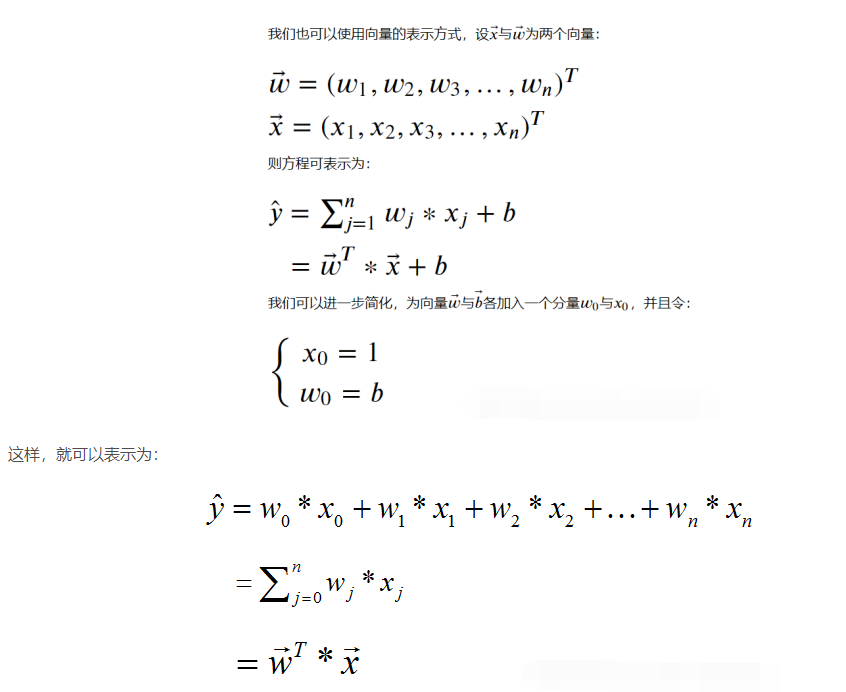 我们也可以使用向量的表示方式，设$\vec{x}$与$\vec{w}$为两个向量：
$\vec{w} = (w_1, w_2, w_3, \ldots, w_n)^T$
$\vec{x} = (x_1, x_2, x_3, \ldots, x_n)^T$
则方程可表示为：
$\hat{y} = \sum_{j=1}^{n} w_j * x_j + b$
$= \vec{w}^T * \vec{x} + b$
我们可以进一步简化，为向量$\vec{w}$与$\vec{b}$各加入一个分量$w_0$与$x_0$，并且令：
$\begin{cases} x_0 = 1 \\ w_0 = b \end{cases}$
这样，就可以表示为：
$\hat{y} = w_0 * x_0 + w_1 * x_1 + w_2 * x_2 + \ldots + w_n * x_n$
$= \sum_{j=0}^{n} w_j * x_j$
$= \vec{w}^T * \vec{x}$